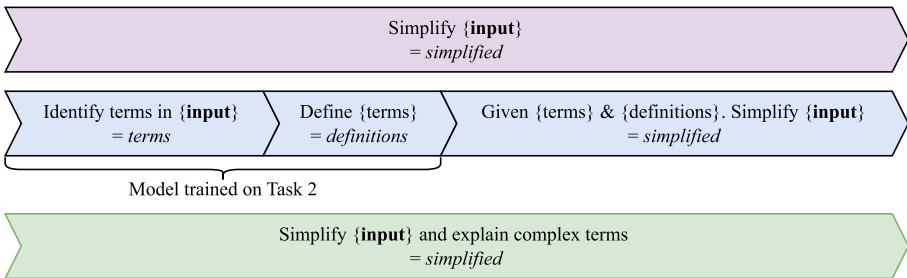 Simplify {input}
= simplified
Identify terms in {input}
= terms
Define {terms}
= definitions
Given {terms} & {definitions}. Simplify {input}
= simplified
Model trained on Task 2
Simplify {input} and explain complex terms
= simplified